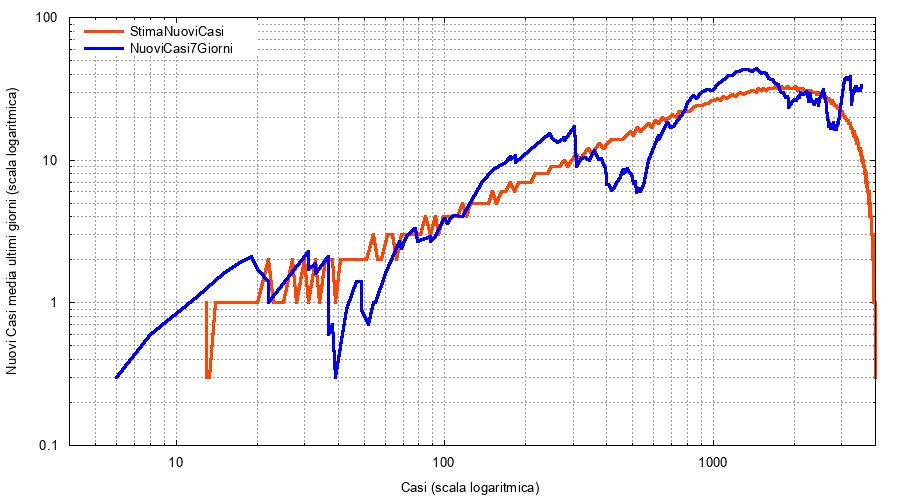 100
StimaNuoviCasi
NuoviCasi7Giorni
10
1
0.1
Nuovi Casi media ultimi giorni (scala logaritmica)
10
100
1000
Casi (scala logaritmica)